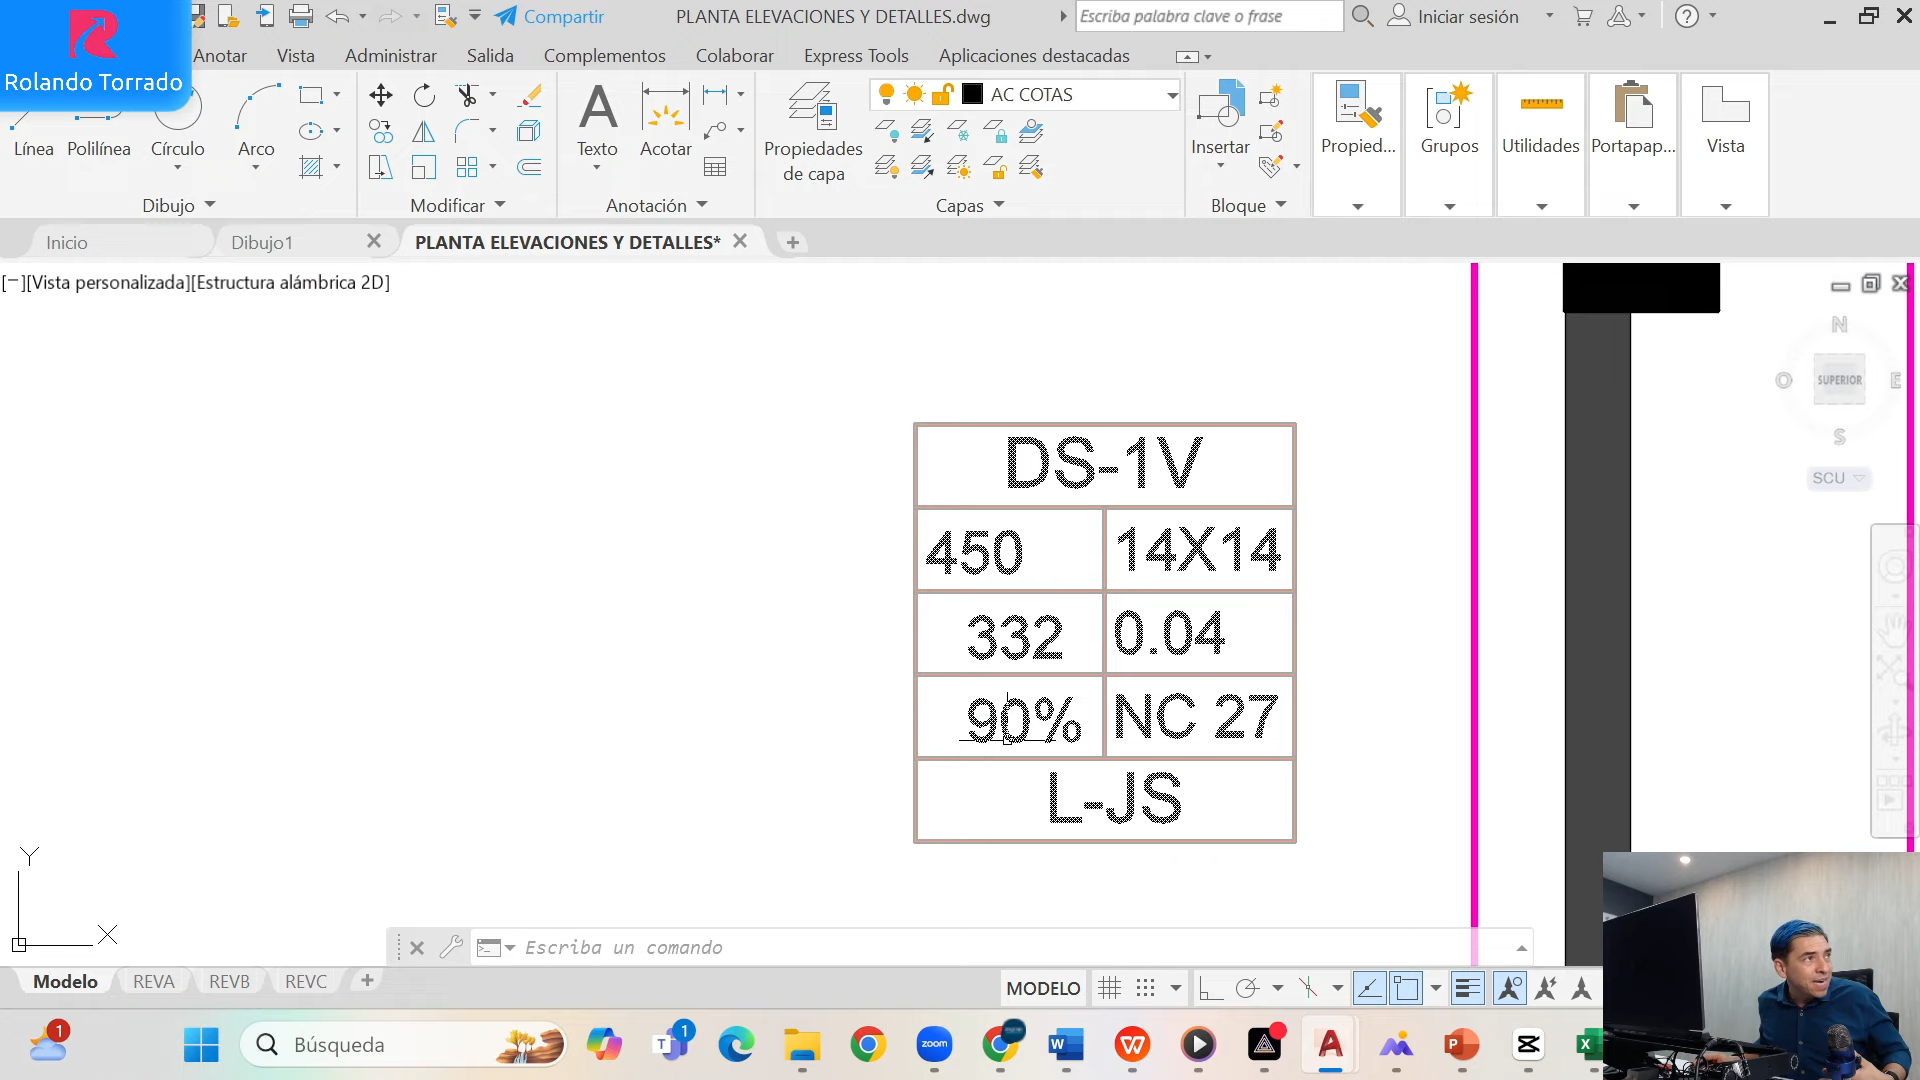 Rolando Torrado
Compartir
PLANTA ELEVACIONES Y DETALLES.dwg
Escriba palabra clave o frase
Iniciar sesión
Anotar Vista Administrar Salida Complementos Colaborar Express Tools Aplicaciones destacadas
AC COTAS
Línea Polilínea Círculo Arco
Texto Acotar
Propiedades de capa
Insertar
Propied... Grupos Utilidades Portapap... Vista
Dibujo Modificar Anotación Capas Bloque
Inicio Dibujo1 PLANTA ELEVACIONES Y DETALLES*
[−][Vista personalizada][Estructura alámbrica 2D]
N
O SUPERIOR E
S
SCU
DS-1V
450 14X14
332 0.04
90% NC 27
L-JS
Y
X
Escriba un comando
Modelo REVA REVB REVC
MODELO
1
Búsqueda
T 1
zoom
W
P
X